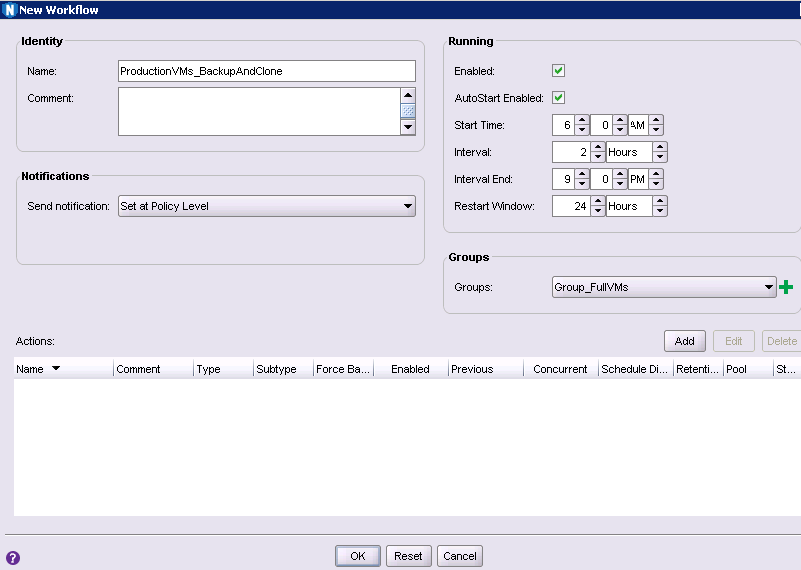 N New Workflow
Identity
Name: ProductionVMs_BackupAndClone
Comment:
Notifications
Send notification: Set at Policy Level
Running
Enabled:
AutoStart Enabled:
Start Time: 6 0 AM
Interval: 2 Hours
Interval End: 9 0 PM
Restart Window: 24 Hours
Groups
Groups: Group_FullVMs
Actions: Add Edit Delete
Name Comment Type Subtype Force Ba... Enabled Previous Concurrent Schedule Di... Retenti... Pool St...
? OK Reset Cancel